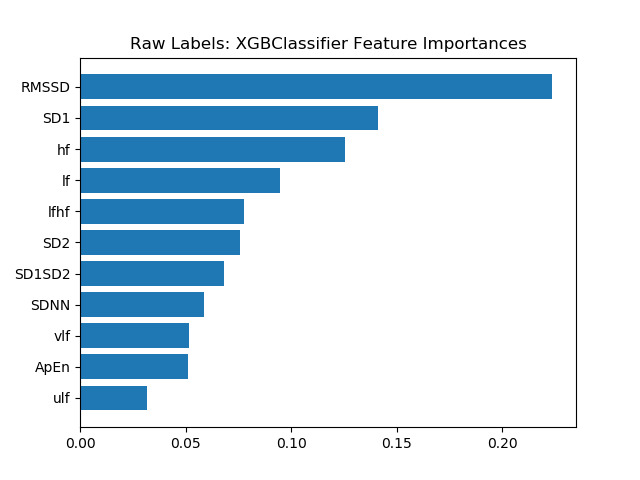 Raw Labels: XGBClassifier Feature Importances
RMSSD
SD1
hf
lf
lfhf
SD2
SD1SD2
SDNN
vlf
ApEn
ulf
0.00 0.05 0.10 0.15 0.20